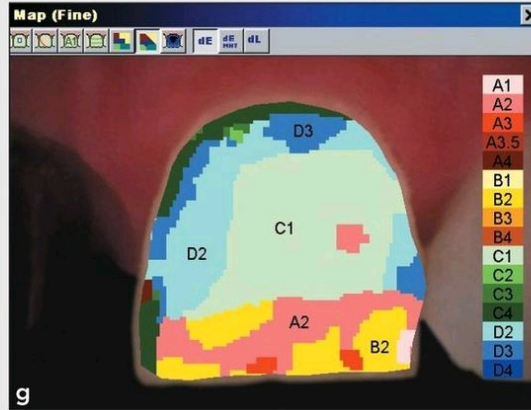 Map (Fine)
A1
dE
dE
MHT
dL
D3
C1
D2
A2
B2
A1
A2
A3
A3.5
A4
B1
B2
B3
B4
C1
C2
C3
C4
D2
D3
D4
g